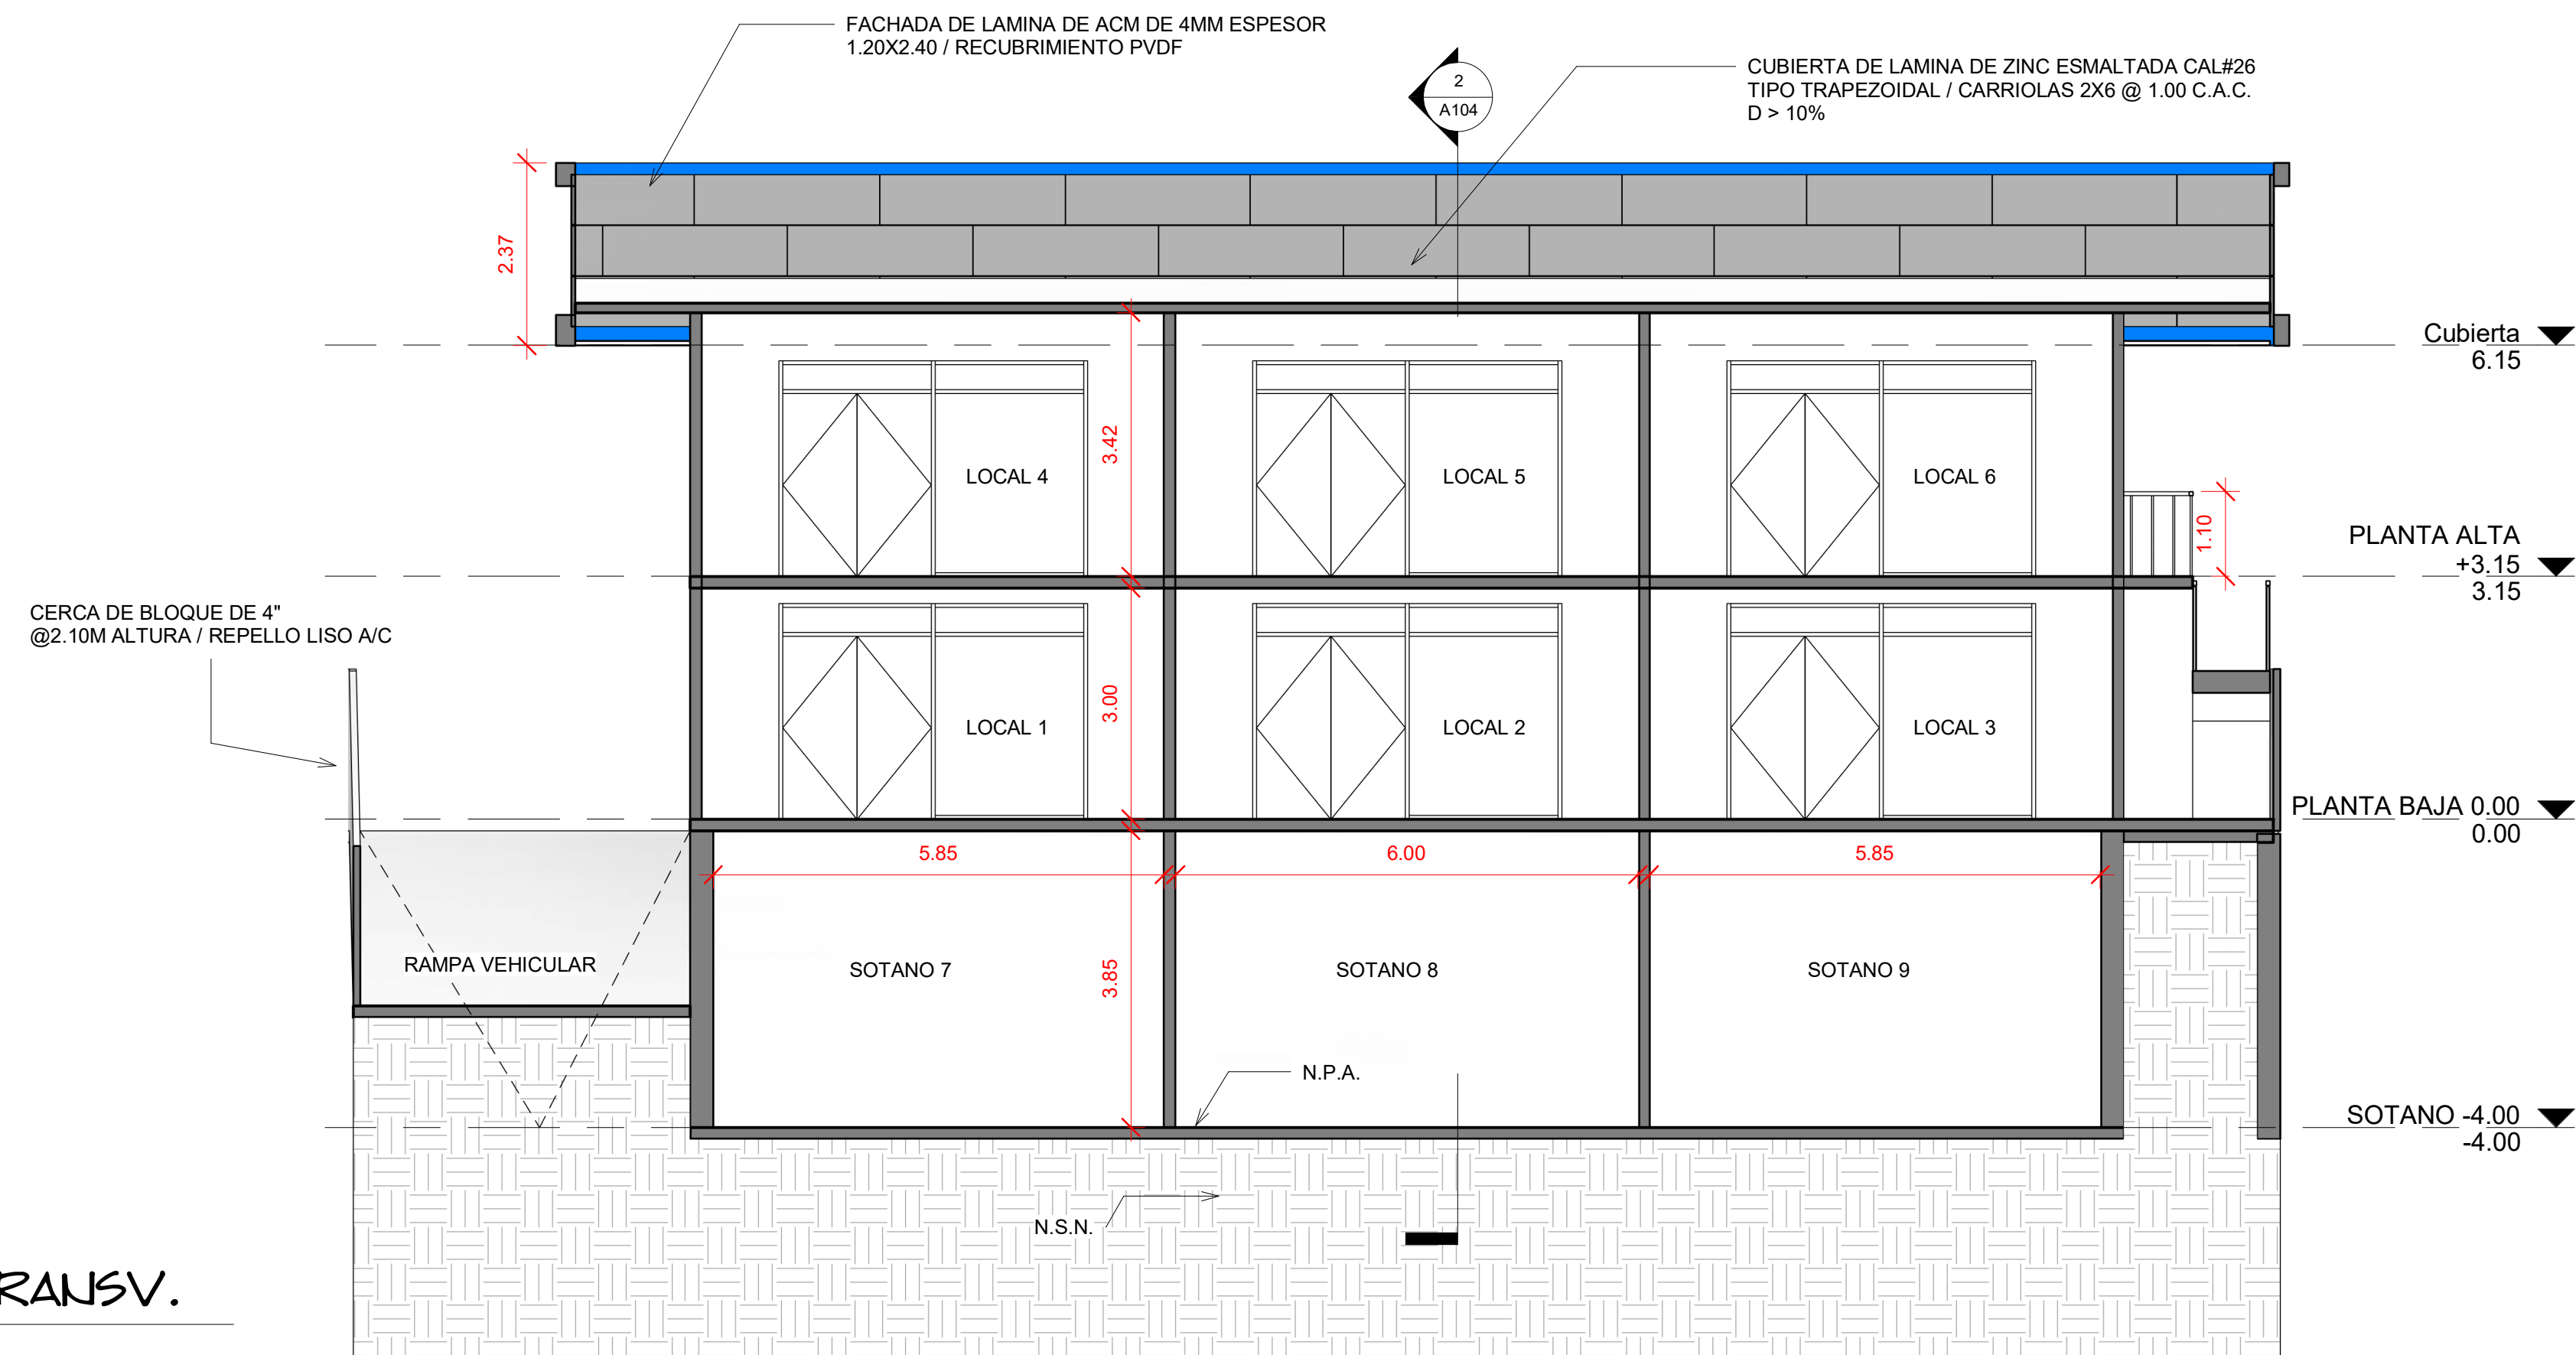 FACHADA DE LAMINA DE ACM DE 4MM ESPESOR
1.20X2.40 / RECUBRIMIENTO PVDF
2
A104
CUBIERTA DE LAMINA DE ZINC ESMALTADA CAL#26
TIPO TRAPEZOIDAL / CARRIOLAS 2X6 @ 1.00 C.A.C.
D > 10%
2.37
Cubierta
6.15
3.42
LOCAL 4
LOCAL 5
LOCAL 6
1.10
PLANTA ALTA
+3.15
3.15
CERCA DE BLOQUE DE 4"
@2.10M ALTURA / REPELLO LISO A/C
3.00
LOCAL 1
LOCAL 2
LOCAL 3
PLANTA BAJA 0.00
0.00
5.85
6.00
5.85
RAMPA VEHICULAR
SOTANO 7
3.85
SOTANO 8
SOTANO 9
N.P.A.
SOTANO -4.00
-4.00
N.S.N.
RANSV.